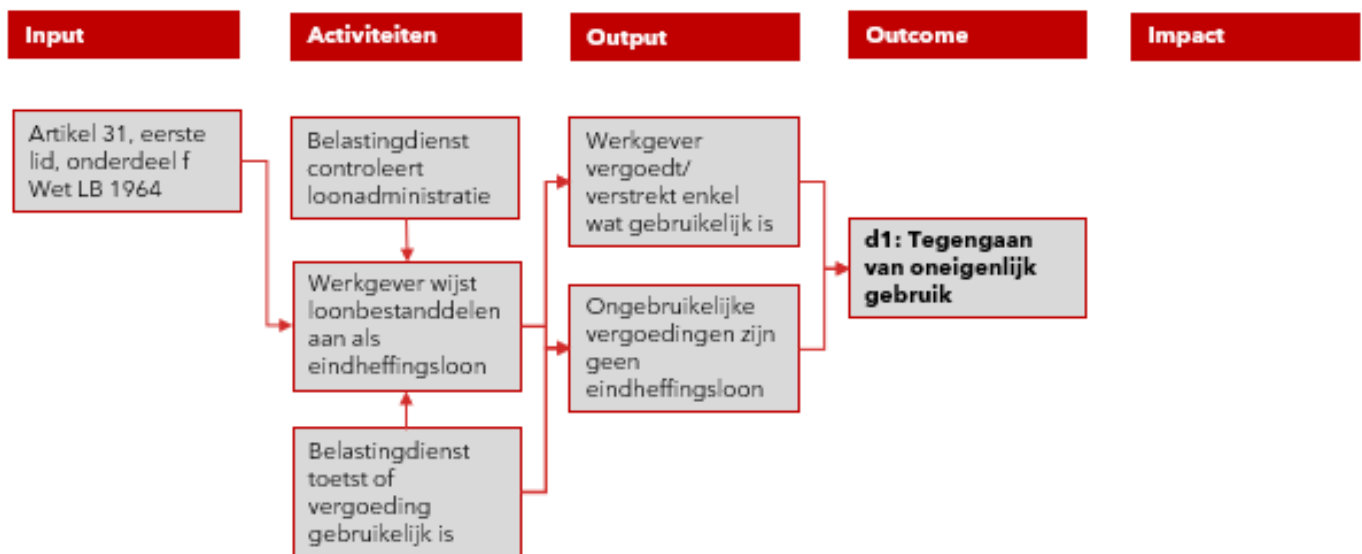 Input
Activiteiten
Output
Outcome
Impact
Artikel 31, eerste
lid, onderdeel f
Wet LB 1964
Belastingdienst
controleert
loonadministratie
Werkgever wijst
loonbestanddelen
aan als
eindheffingsloon
Belastingdienst
toetst of
vergoeding
gebruikelijk is
Werkgever
vergoedt/
verstrekt enkel
wat gebruikelijk is
Ongebruikelijke
vergoedingen zijn
geen
eindheffingsloon
d1: Tegengaan
van oneigenlijk
gebruik